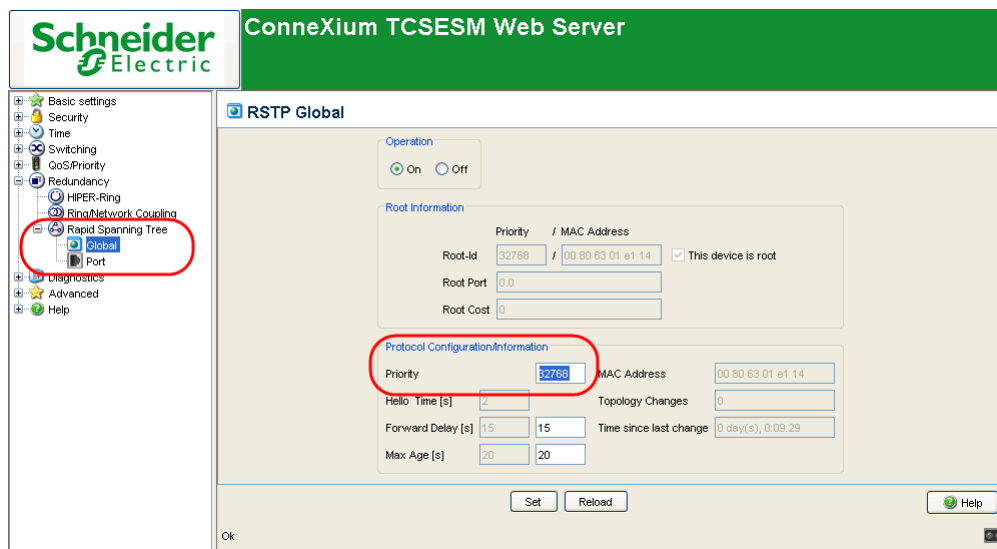 Schneider Electric
ConneXium TCSESM Web Server
Basic settings
Security
Time
Switching
QoS/Priority
Redundancy
HIPER-Ring
Ring/Network Coupling
Rapid Spanning Tree
Global
Port
Diagnostics
Advanced
Help
RSTP Global
Operation
On Off
Root Information
Priority / MAC Address
Root-Id 32768 / 00 80 63 01 e1 14 This device is root
Root Port 0.0
Root Cost 0
Protocol Configuration/Information
Priority 32768 MAC Address 00 80 63 01 e1 14
Hello Time [s] 2 Topology Changes 0
Forward Delay [s] 15 15 Time since last change 0 day(s), 0:09:29
Max Age [s] 20 20
Set Reload Help
Ok